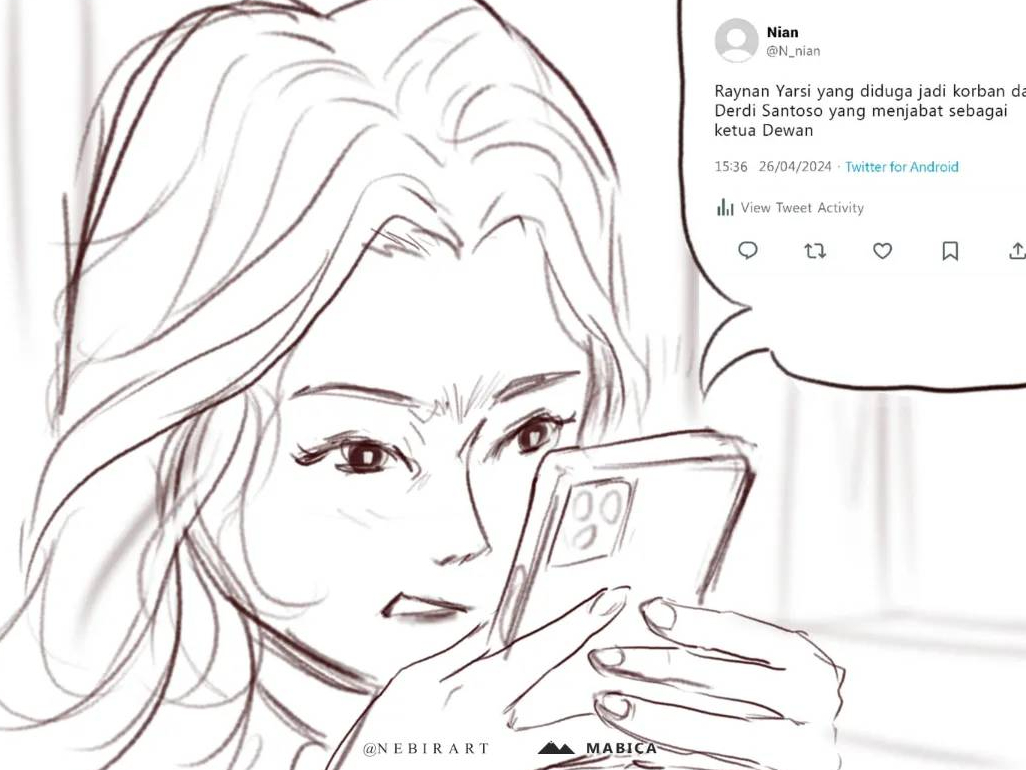 Nian
@N_nian
Raynan Yarsi yang diduga jadi korban
Derdi Santoso yang menjabat sebagai
ketua Dewan
15:36 26/04/2024 · Twitter for Android
View Tweet Activity
@NEBIRART MABICA